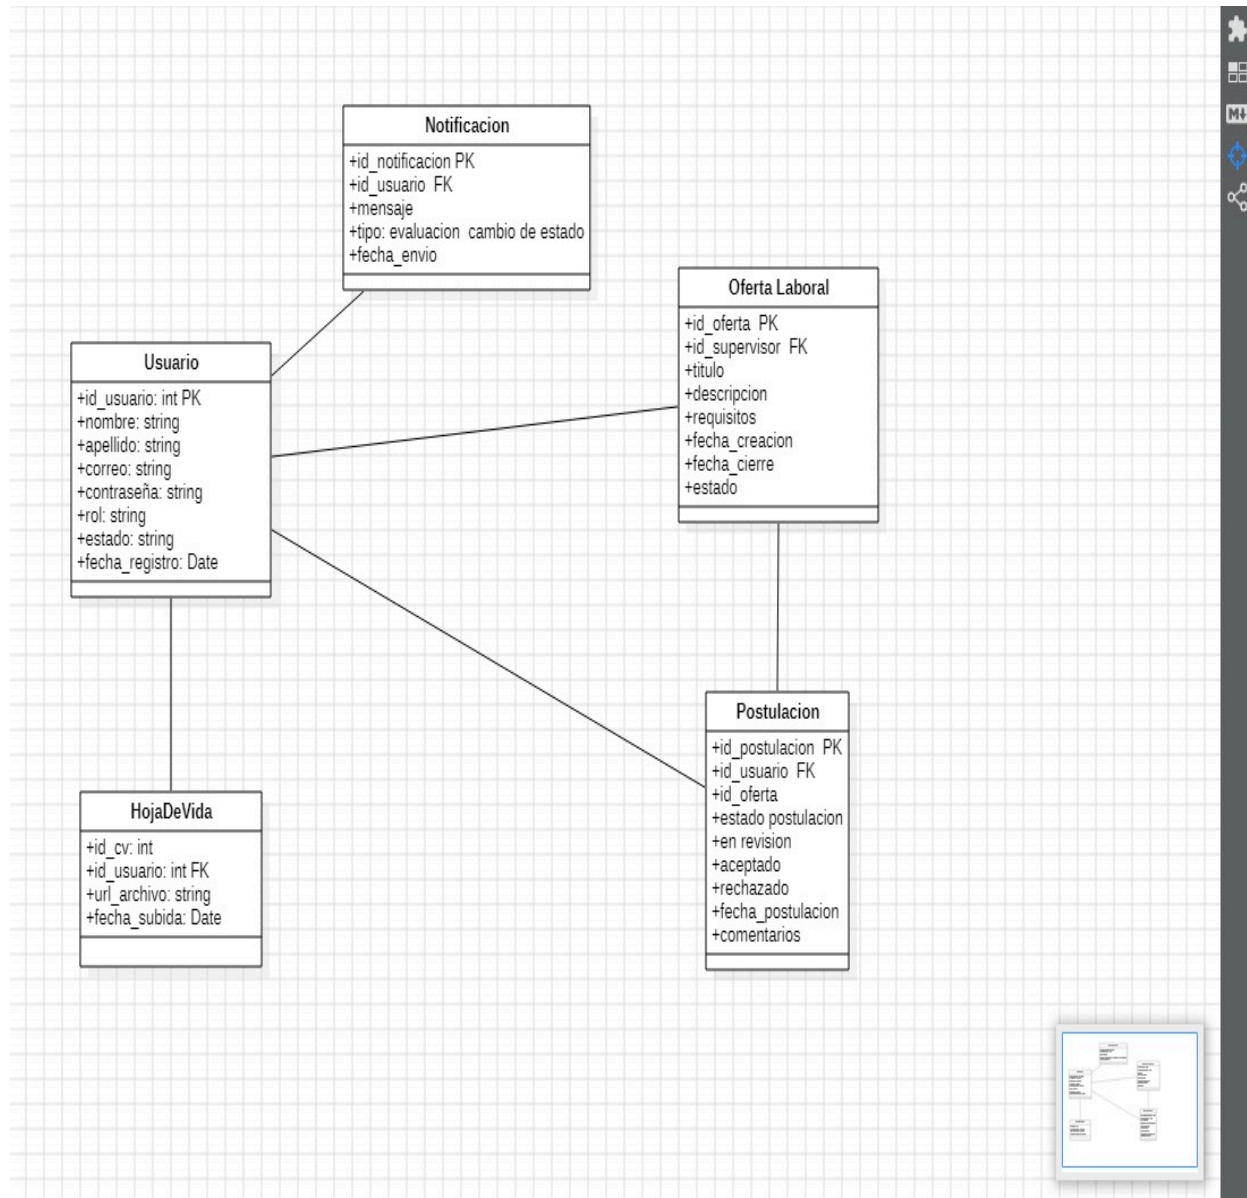 Notificacion
+id_notificacion PK
+id_usuario FK
+mensaje
+tipo: evaluacion cambio de estado
+fecha_envio
Oferta Laboral
+id_oferta PK
+id_supervisor FK
+titulo
+descripcion
+requisitos
+fecha_creacion
+fecha_cierre
+estado
Usuario
+id_usuario: int PK
+nombre: string
+apellido: string
+correo: string
+contraseña: string
+rol: string
+estado: string
+fecha_registro: Date
Postulacion
+id_postulacion PK
+id_usuario FK
+id_oferta
+estado postulacion
+en revision
+aceptado
+rechazado
+fecha_postulacion
+comentarios
HojaDeVida
+id_cv: int
+id_usuario: int FK
+url_archivo: string
+fecha_subida: Date
M